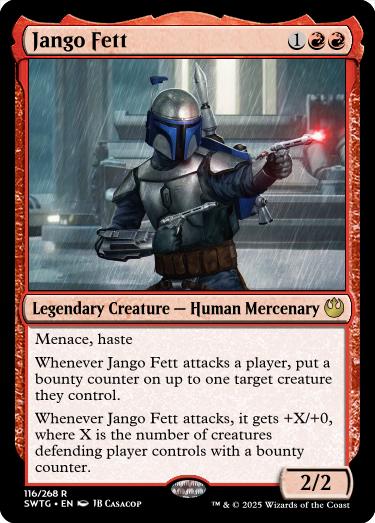 Jango Fett
1
Legendary Creature — Human Mercenary
Menace, haste
Whenever Jango Fett attacks a player, put a
bounty counter on up to one target creature
they control.
Whenever Jango Fett attacks, it gets +X/+0,
where X is the number of creatures
defending player controls with a bounty
counter.
2/2
116/268 R
SWTG • EN JB Casacop
™ & © 2025 Wizards of the Coast